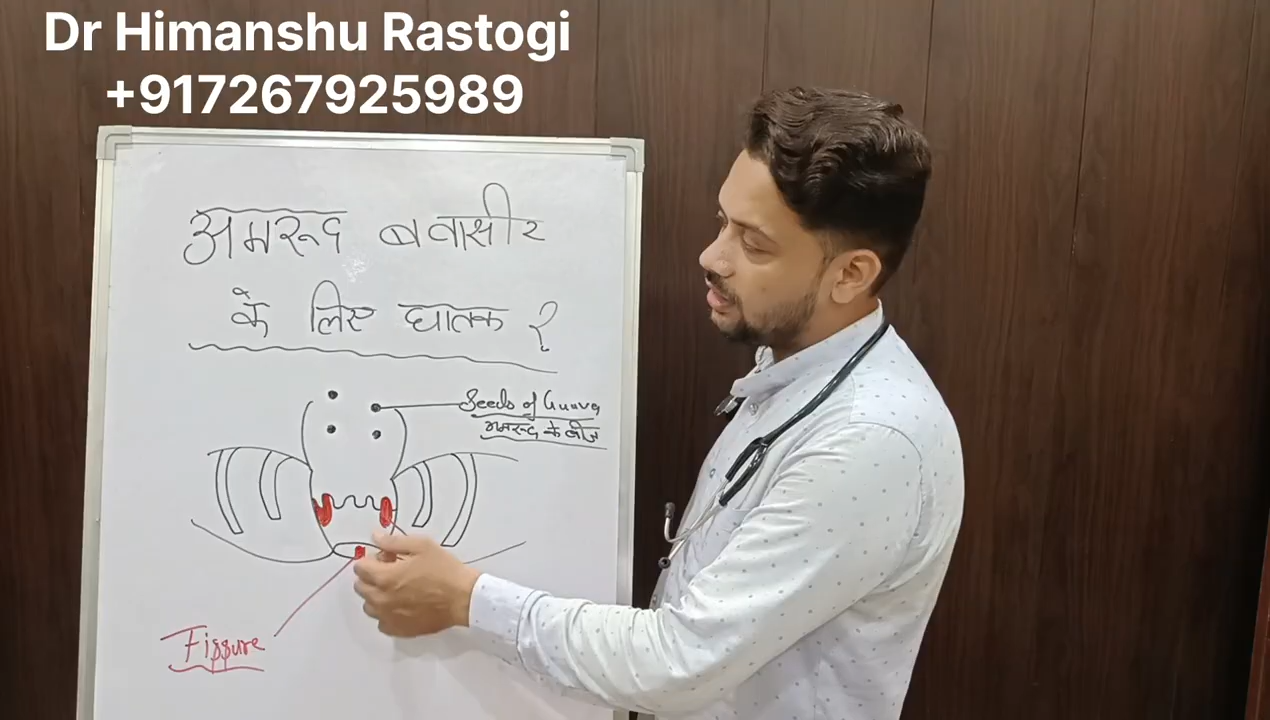 Dr Himanshu Rastogi
+917267925989
अमरूद बवासीर
के लिए घातक ?
Seeds of Guava
अमरूद के बीज
Fissure